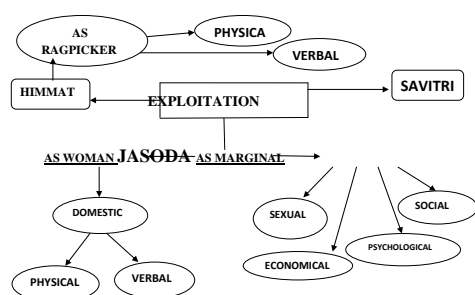 AS
RAGPICKER
PHYSICA
VERBAL
HIMMAT
EXPLOITATION
SAVITRI
AS WOMAN JASODA AS MARGINAL
DOMESTIC
SEXUAL
SOCIAL
PSYCHOLOGICAL
ECONOMICAL
PHYSICAL
VERBAL